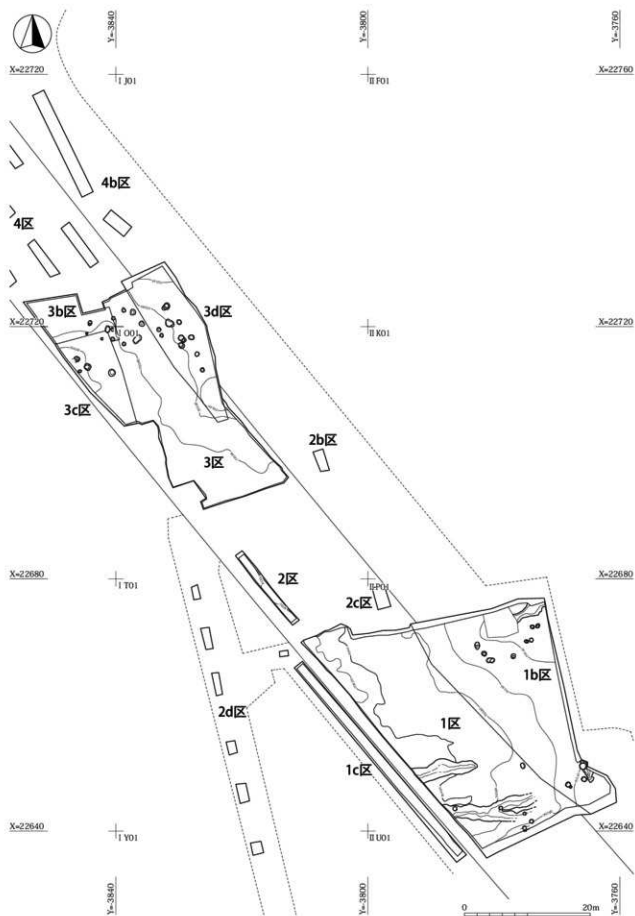 Y=-3840
Y=-3800
Y=-3760
X=22720
I J01
II F01
X=22760
4b区
4区
3b区
3d区
X=22720
I O01
II K01
X=22720
3c区
2b区
3区
X=22680
I T01
2区
2c区
II P01
X=22680
1b区
2d区
1区
1c区
X=22640
I Y01
II U01
X=22640
Y=-3840
Y=-3800
0
20m
Y=-3760